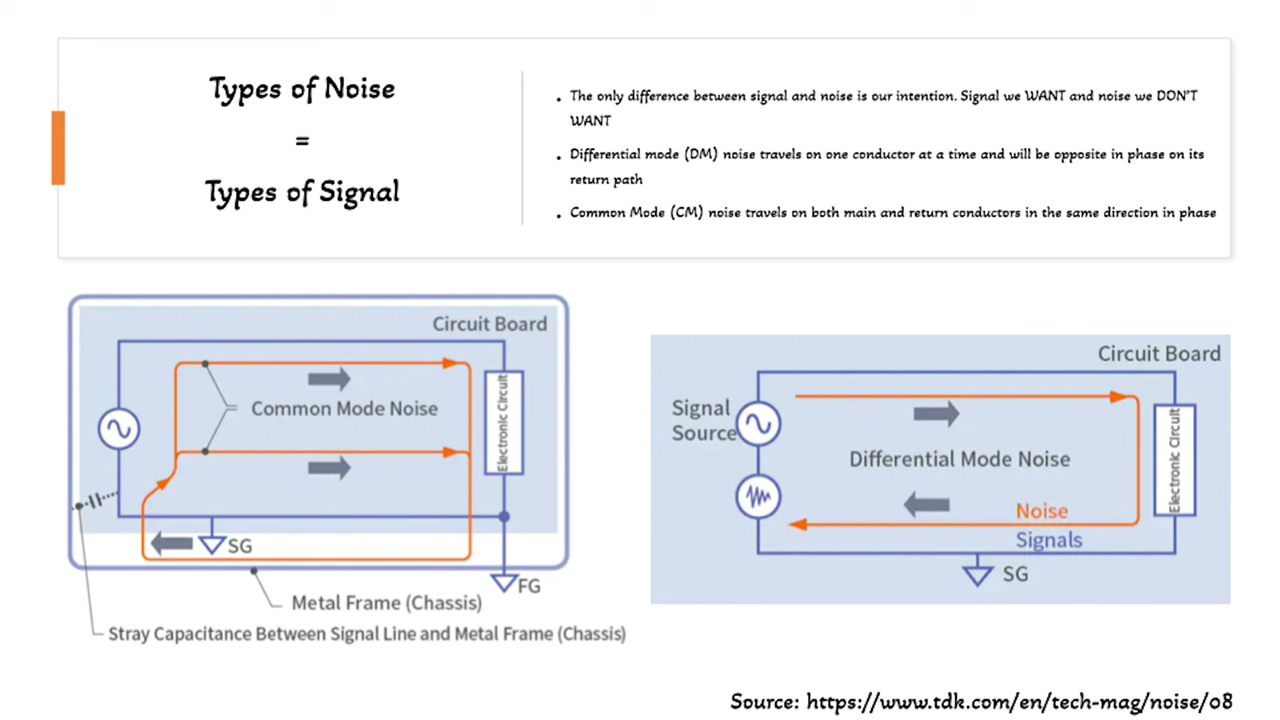 Types of Noise
=
Types of Signal
• The only difference between signal and noise is our intention. Signal we WANT and noise we DON'T
WANT
• Differential mode (DM) noise travels on one conductor at a time and will be opposite in phase on its
return path
• Common Mode (CM) noise travels on both main and return conductors in the same direction in phase
Circuit Board
Common Mode Noise
Electronic Circuit
SG
FG
Metal Frame (Chassis)
Stray Capacitance Between Signal Line and Metal Frame (Chassis)
Circuit Board
Signal
Source
Differential Mode Noise
Electronic Circuit
Noise
Signals
SG
Source: https://www.tdk.com/en/tech-mag/noise/08